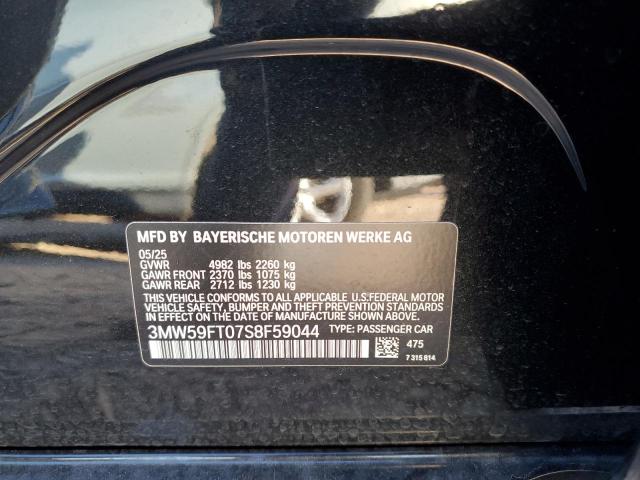 MFD BY BAYERISCHE MOTOREN WERKE AG
05/25
GVWR 4982 lbs 2260 kg
GAWR FRONT 2370 lbs 1075 kg
GAWR REAR 2712 lbs 1230 kg
THIS VEHICLE CONFORMS TO ALL APPLICABLE U.S.FEDERAL MOTOR
VEHICLE SAFETY, BUMPER AND THEFT PREVENTION STANDARDS
IN EFFECT ON THE DATE OF MANUFACTURE SHOWN ABOVE.
3MW59FT07S8F59044 TYPE: PASSENGER CAR
475
7 315 814